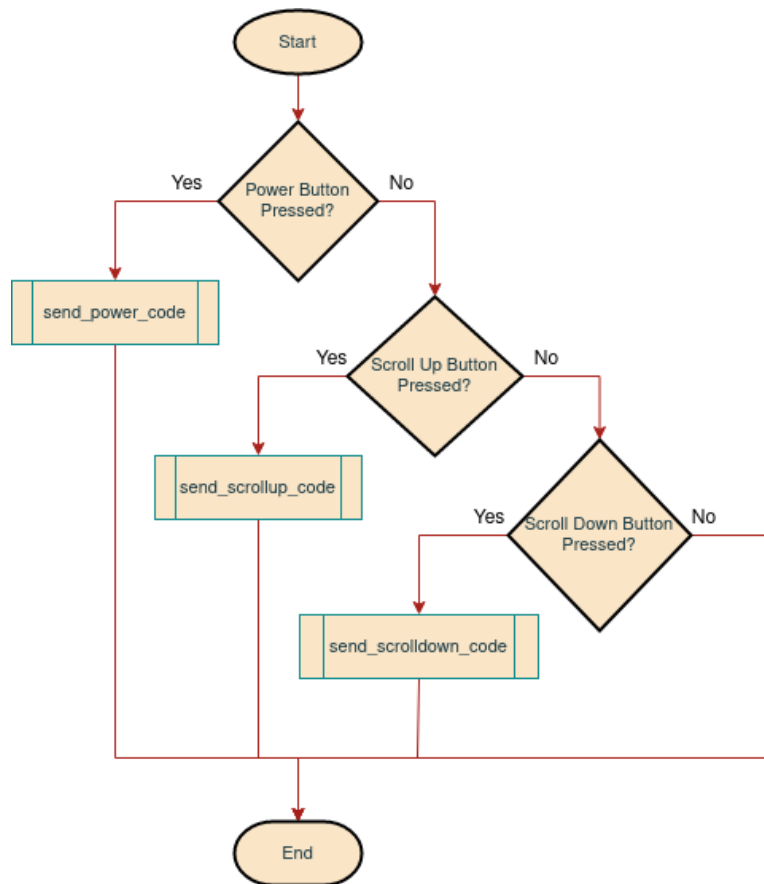 Start
Yes
Power Button
Pressed?
No
send_power_code
Yes
Scroll Up Button
Pressed?
No
send_scrollup_code
Yes
Scroll Down Button
Pressed?
No
send_scrolldown_code
End